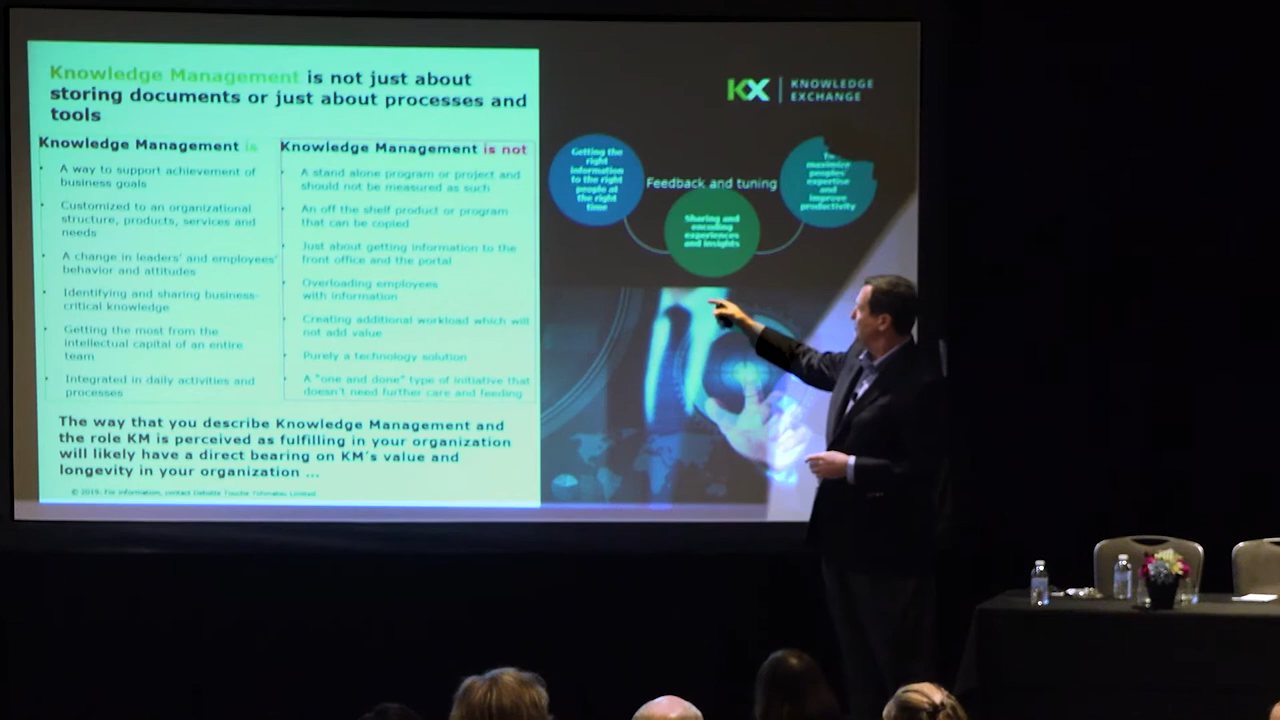 Knowledge Management is not just about
storing documents or just about processes and
tools
Knowledge Management is
A way to support achievement of
business goals
Customized to an organizational
structure, products, services and
needs
A change in leaders' and employees'
behavior and attitudes
Identifying and sharing business-
critical knowledge
Getting the most from the
intellectual capital of an entire
team
Integrated in daily activities and
processes
Knowledge Management is not
A stand alone program or project and
should not be measured as such
An off the shelf product or program
that can be copied
Just about getting information to the
front office and the portal
Overloading employees
with information
Creating additional workload which will
not add value
Purely a technology solution
A "one and done" type of initiative that
doesn't need further care and feeding
The way that you describe Knowledge Management and
the role KM is perceived as fulfilling in your organization
will likely have a direct bearing on KM's value and
longevity in your organization ...
© 2019. For information, contact Deloitte Touche Tohmatsu Limited.
KX
KNOWLEDGE
EXCHANGE
Getting the
right
information
to the right
people at
the right
time
Feedback and tuning
Sharing and
encoding
experiences
and insights
To
maximize
peoples'
expertise
and
improve
productivity